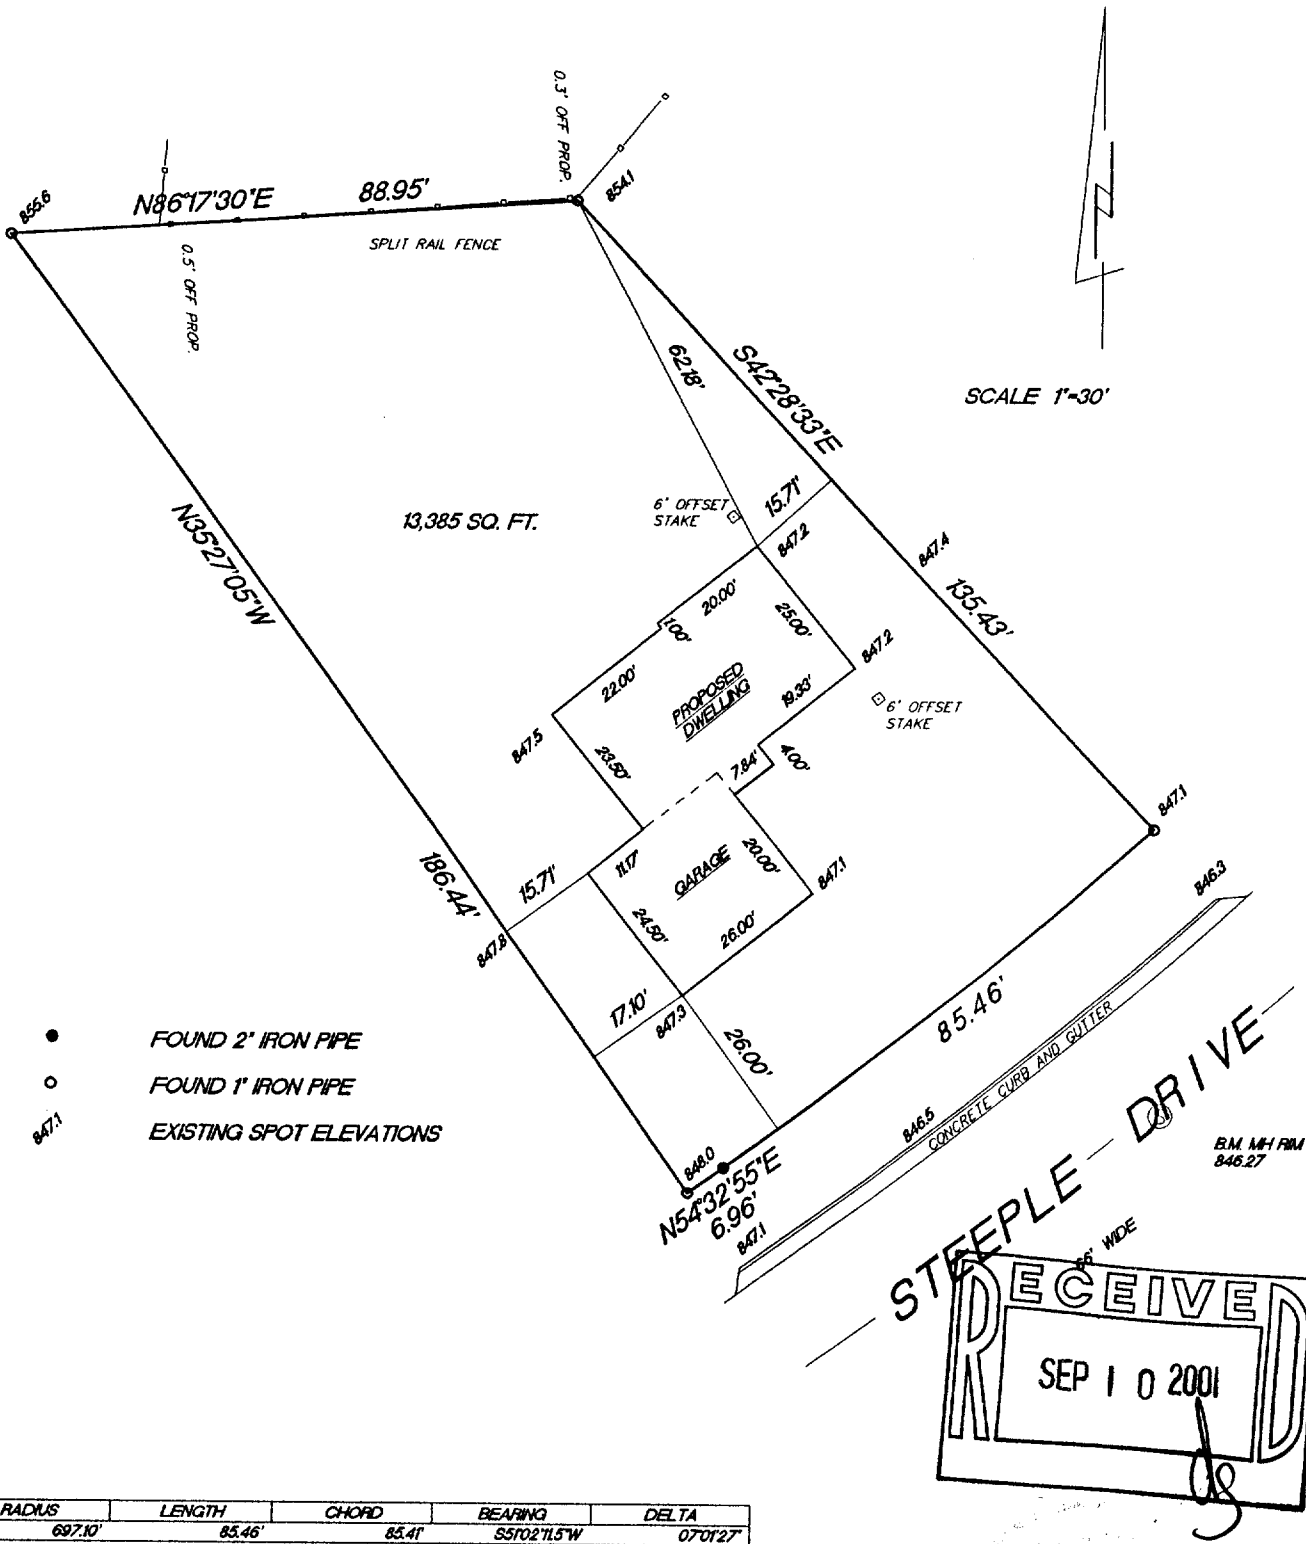 0.3' OFF PROP.
855.6
N86°17'30"E
88.95'
854.1
SPLIT RAIL FENCE
0.5' OFF PROP.
62.18'
S42°28'33"E
SCALE 1"=30'
13,385 SQ. FT.
6' OFFSET
STAKE
15.71'
847.2
847.4
N35°27'05"W
135.43'
20.00'
1.00'
25.00'
22.00'
PROPOSED
DWELLING
847.2
19.33'
6' OFFSET
STAKE
847.5
23.50'
7.84'
4.00'
847.1
186.44'
15.71'
11.17'
GARAGE
20.00'
847.1
846.3
24.50'
26.00'
847.8
17.10'
847.3
26.00'
85.46'
FOUND 2" IRON PIPE
FOUND 1" IRON PIPE
847.1
EXISTING SPOT ELEVATIONS
846.5
CONCRETE CURB AND GUTTER
848.0
N54°32'55"E
6.96'
847.1
STEEPLE DRIVE
66' WIDE
B.M. MH RIM
846.27
RECEIVED
SEP 10 2001
RADIUS LENGTH CHORD BEARING DELTA
697.10' 85.46' 85.41' S51°02'11.5"W 07°01'27"